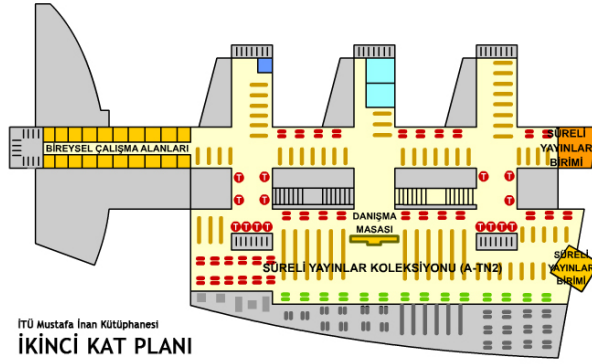 SÜRELİ
YAYINLAR
BİRİMİ
BİREYSEL ÇALIŞMA ALANLARI
T
T
T
T
T
T
DANIŞMA
MASASI
T T T T
T T T T
SÜRELİ YAYINLAR KOLEKSİYONU (A-TN2)
SÜRELİ
YAYINLAR
BİRİMİ
İTÜ Mustafa İnan Kütüphanesi
İKİNCİ KAT PLANI